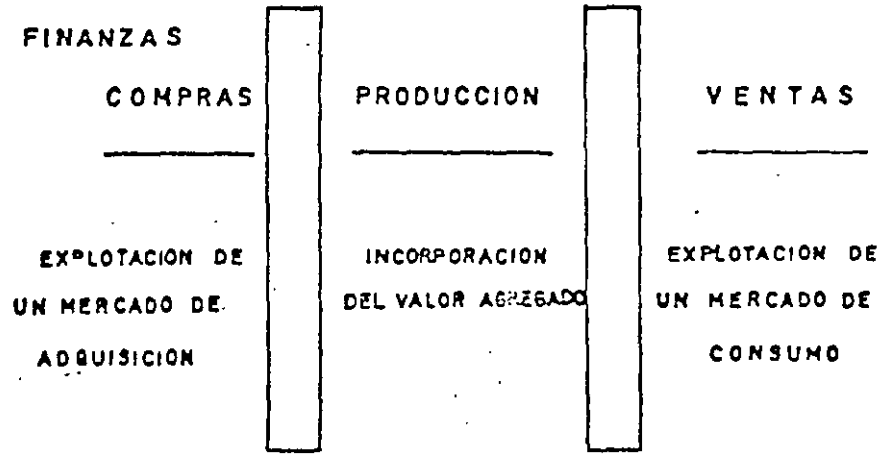 FINANZAS
COMPRAS
PRODUCCION
VENTAS
EXPLOTACION DE
UN MERCADO DE
ADQUISICION
INCORPORACION
DEL VALOR AGREGADO
EXPLOTACION DE
UN MERCADO DE
CONSUMO